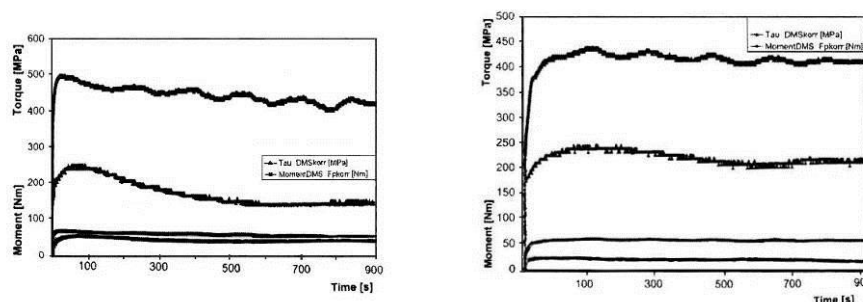 600
500
400
300
200
100
Torque [MPa]
Moment [Nm]
Tau DMSkorr [MPa]
MomentDMS Fpkorr [Nm]
100 300 500 700 900
Time [s]
500
450
400
350
300
250
200
150
100
50
0
Torque [MPa]
Moment [Nm]
Tau DMSkorr [MPa]
MomentDMS Fpkorr [Nm]
100 300 500 700 900
Time [s]